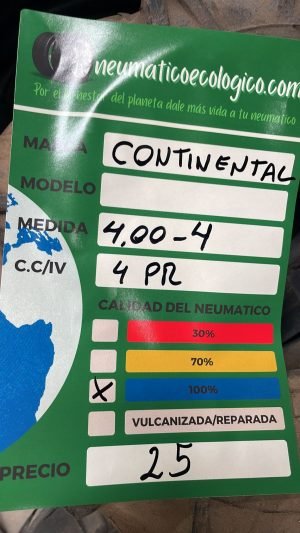 neumaticoecologico.com
Por el bienestar del planeta dale más vida a tu neumatico
MARCA CONTINENTAL
MODELO
MEDIDA 4.00-4
C.C/IV 4 PR
CALIDAD DEL NEUMATICO
30%
70%
X 100%
VULCANIZADA/REPARADA
PRECIO 25